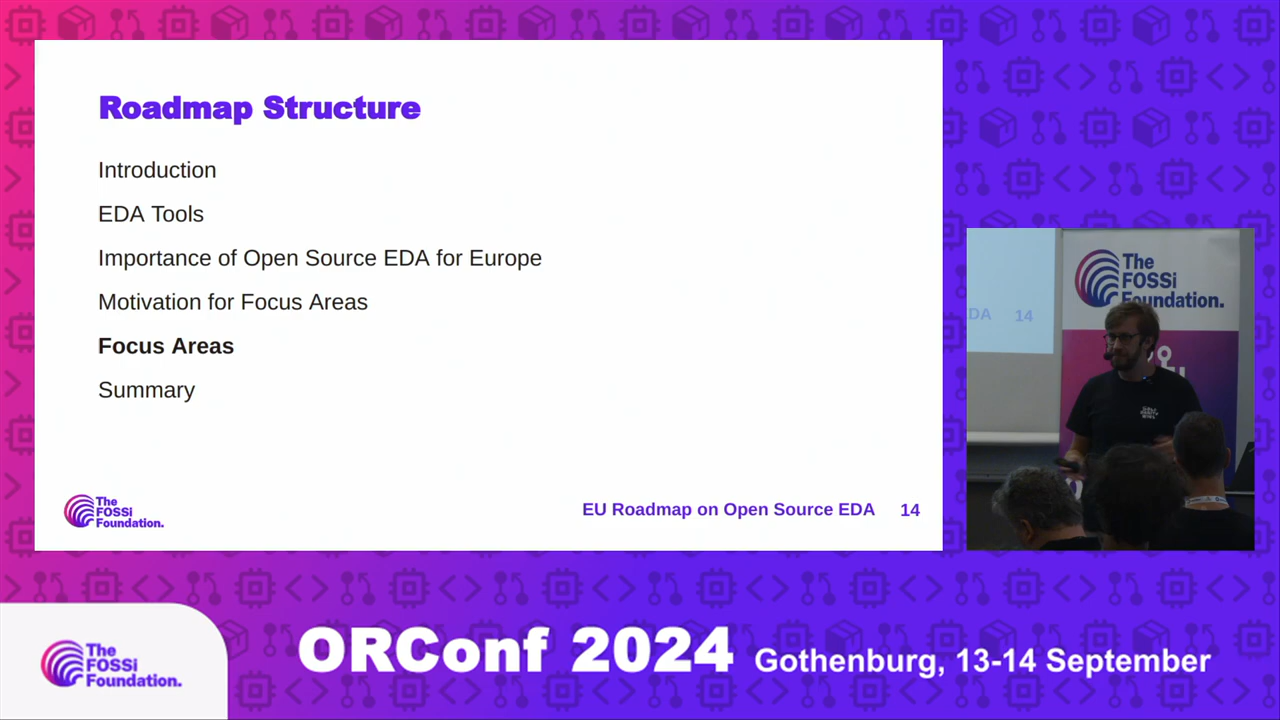 Roadmap Structure
Introduction
EDA Tools
Importance of Open Source EDA for Europe
Motivation for Focus Areas
Focus Areas
Summary
The
FOSSi
Foundation.
EU Roadmap on Open Source EDA 14
The
FOSSi
Foundation.
DA 14
The
FOSSi
Foundation.
ORConf 2024 Gothenburg, 13-14 September